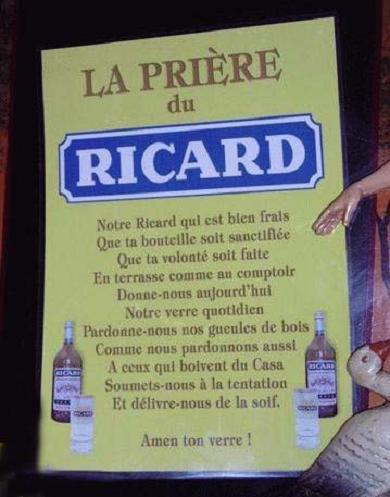 LA PRIÈRE
du
RICARD
Notre Ricard qui est bien frais
Que ta bouteille soit sanctifiée
Que ta volonté soit faite
En terrasse comme au comptoir
Donne-nous aujourd'hui
Notre verre quotidien
Pardonne-nous nos gueules de bois
Comme nous pardonnons aussi
A ceux qui boivent du Casa
Soumets-nous à la tentation
Et délivre-nous de la soif.
Amen ton verre !
RICARD
RICARD
RICARD